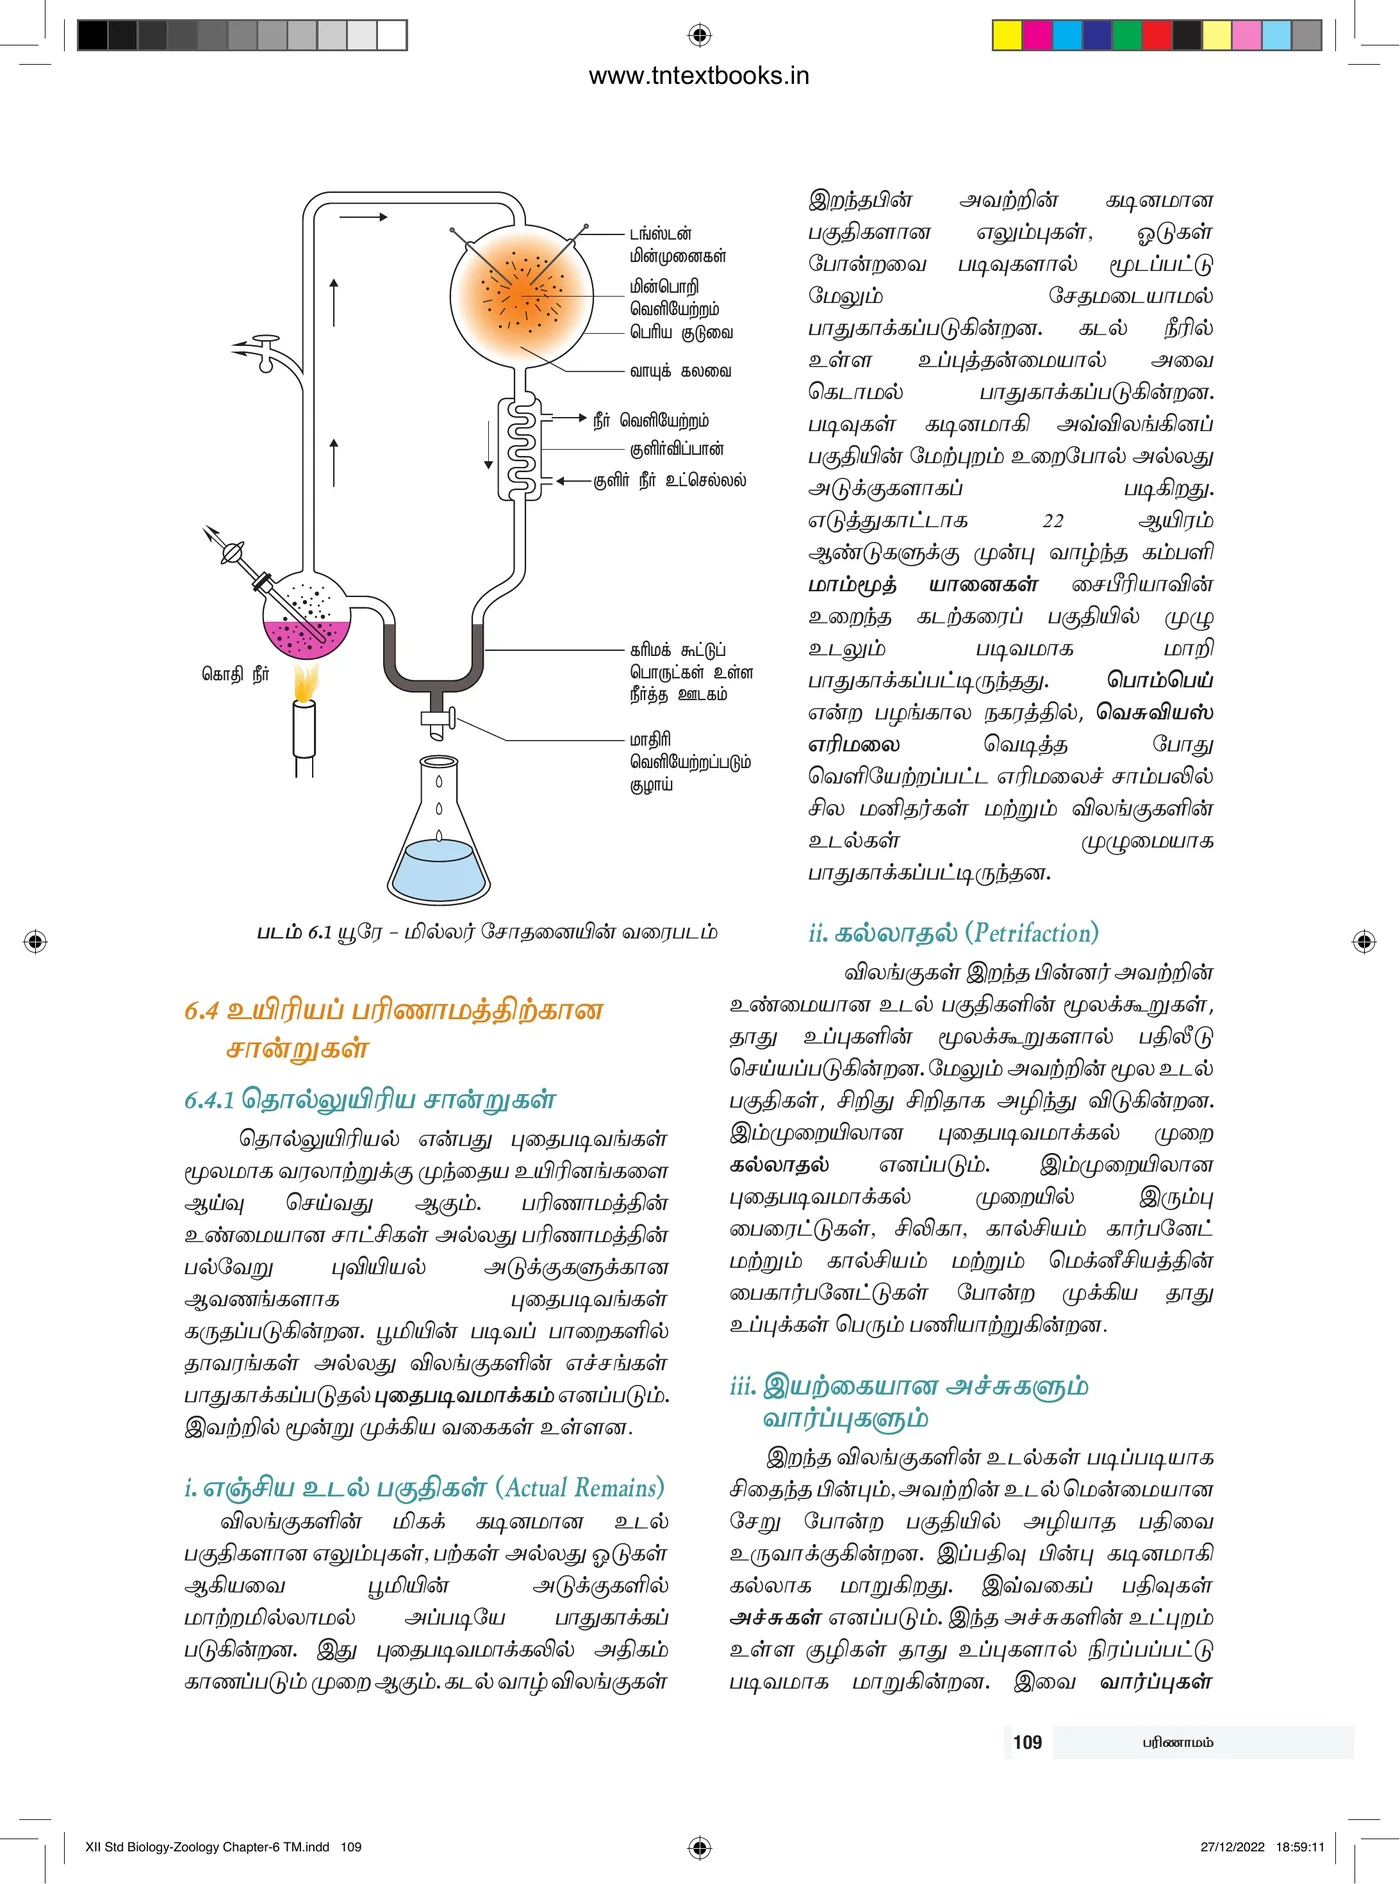 www.tntextbooks.in
டங்ஸ்டன்
மின்முனைகள்
மின்பொறி
வெளியேற்றம்
பெரிய குடுவை
வாயுக் கலவை
நீர் வெளியேற்றம்
குளிர்விப்பான்
குளிர் நீர் உட்செல்லல்
கொதி நீர்
கரிமக் கூட்டுப்
பொருட்கள் உள்ள
நீர்த்த ஊடகம்
மாதிரி
வெளியேற்றப்படும்
குழாய்
படம் 6.1 யூரே – மில்லர் சோதனையின் வரைபடம்
6.4 உயிரியப் பரிணாமத்திற்கான
சான்றுகள்
6.4.1 தொல்லுயிரிய சான்றுகள்
தொல்லுயிரியல் என்பது புதைபடிவங்கள்
மூலமாக வரலாற்றுக்கு முந்தைய உயிரினங்களை
ஆய்வு செய்வது ஆகும். பரிணாமத்தின்
உண்மையான சாட்சிகள் அல்லது பரிணாமத்தின்
பல்வேறு புவியியல் அடுக்குகளுக்கான
ஆவணங்களாக புதைபடிவங்கள்
கருதப்படுகின்றன. பூமியின் படிவப் பாறைகளில்
தாவரங்கள் அல்லது விலங்குகளின் எச்சங்கள்
பாதுகாக்கப்படுதல் புதைபடிவமாக்கம் எனப்படும்.
இவற்றில் மூன்று முக்கிய வகைகள் உள்ளன.
i. எஞ்சிய உடல் பகுதிகள் (Actual Remains)
விலங்குகளின் மிகக் கடினமான உடல்
பகுதிகளான எலும்புகள், பற்கள் அல்லது ஓடுகள்
ஆகியவை பூமியின் அடுக்குகளில்
மாற்றமில்லாமல் அப்படியே பாதுகாக்கப்
படுகின்றன. இது புதைபடிவமாக்கலில் அதிகம்
காணப்படும் முறை ஆகும். கடல் வாழ் விலங்குகள்
இறந்தபின் அவற்றின் கடினமான
பகுதிகளான எலும்புகள், ஓடுகள்
போன்றவை படிவுகளால் மூடப்பட்டு
மேலும் சேதமடையாமல்
பாதுகாக்கப்படுகின்றன. கடல் நீரில்
உள்ள உப்புத்தன்மையால் அவை
கெடாமல் பாதுகாக்கப்படுகின்றன.
படிவுகள் கடினமாகி அவ்விலங்கினப்
பகுதியின் மேற்புறம் உறைபோல் அல்லது
அடுக்குகளாகப் படிகிறது.
எடுத்துகாட்டாக 22 ஆயிரம்
ஆண்டுகளுக்கு முன்பு வாழ்ந்த கம்பளி
மாம்மூத் யானைகள் சைபீரியாவின்
உறைந்த கடற்கரைப் பகுதியில் முழு
உடலும் படிவமாக மாறி
பாதுகாக்கப்பட்டிருந்தது. பொம்பெய்
என்ற பழங்கால நகரத்தில், வெசுவியஸ்
எரிமலை வெடித்த போது
வெளியேற்றப்பட்ட எரிமலைச் சாம்பலில்
சில மனிதர்கள் மற்றும் விலங்குகளின்
உடல்கள் முழுமையாக
பாதுகாக்கப்பட்டிருந்தன.
ii. கல்லாதல் (Petrifaction)
விலங்குகள் இறந்த பின்னர் அவற்றின்
உண்மையான உடல் பகுதிகளின் மூலக்கூறுகள்,
தாது உப்புகளின் மூலக்கூறுகளால் பதிலீடு
செய்யப்படுகின்றன. மேலும் அவற்றின் மூல உடல்
பகுதிகள், சிறிது சிறிதாக அழிந்து விடுகின்றன.
இம்முறையிலான புதைபடிவமாக்கல் முறை
கல்லாதல் எனப்படும். இம்முறையிலான
புதைபடிவமாக்கல் முறையில் இரும்பு
பைரைட்டுகள், சிலிகா, கால்சியம் கார்பனேட்
மற்றும் கால்சியம் மற்றும் மெக்னீசியத்தின்
பைகார்பனேட்டுகள் போன்ற முக்கிய தாது
உப்புக்கள் பெரும் பணியாற்றுகின்றன.
iii. இயற்கையான அச்சுகளும்
வார்ப்புகளும்
இறந்த விலங்குகளின் உடல்கள் படிப்படியாக
சிதைந்த பின்பும், அவற்றின் உடல் மென்மையான
சேறு போன்ற பகுதியில் அழியாத பதிவை
உருவாக்குகின்றன. இப்பதிவு பின்பு கடினமாகி
கல்லாக மாறுகிறது. இவ்வகைப் பதிவுகள்
அச்சுகள் எனப்படும். இந்த அச்சுகளின் உட்புறம்
உள்ள குழிகள் தாது உப்புகளால் நிரப்பப்பட்டு
படிவமாக மாறுகின்றன. இவை வார்ப்புகள்
109
பரிணாமம்
XII Std Biology-Zoology Chapter-6 TM.indd 109
27/12/2022 18:59:11